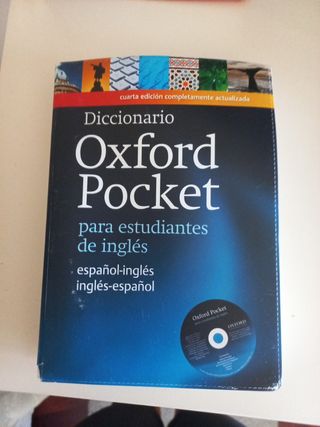 cuarta edición completamente actualizada
Diccionario
Oxford
Pocket
para estudiantes
de inglés
español-inglés
inglés-español
Oxford Pocket
OXFORD